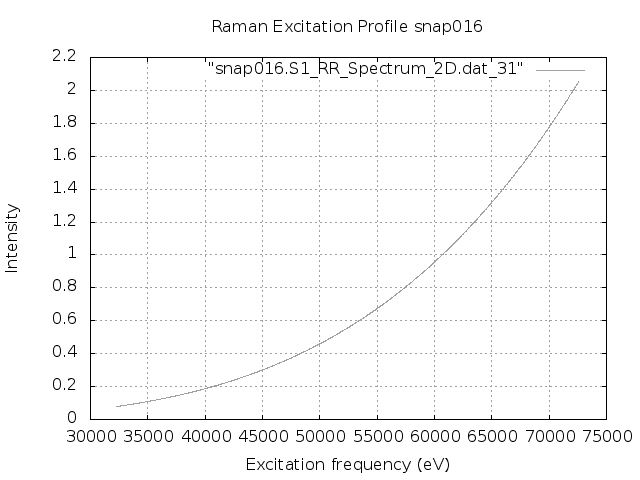 Raman Excitation Profile snap016
"snap016.S1_RR_Spectrum_2D.dat_31"
2.2
2
1.8
1.6
1.4
1.2
1
0.8
0.6
0.4
0.2
0
Intensity
30000 35000 40000 45000 50000 55000 60000 65000 70000 75000
Excitation frequency (eV)